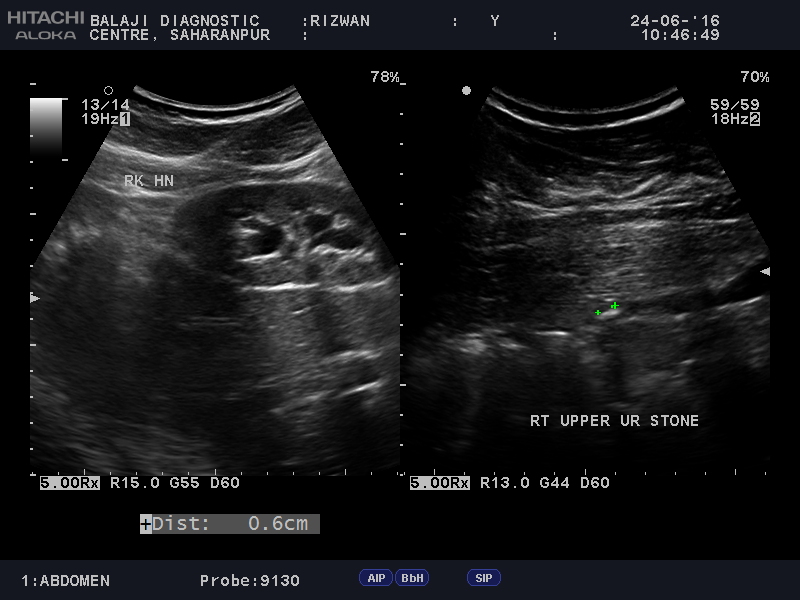 HITACHI
ALOKA
BALAJI DIAGNOSTIC :RIZWAN : Y 24-06-'16
CENTRE, SAHARANPUR : : 10:46:49
78% 70%
13/14 59/59
19Hz1 18Hz2
RK HN
RT UPPER UR STONE
5.00Rx R15.0 G55 D60 5.00Rx R13.0 G44 D60
+Dist: 0.6cm
1:ABDOMEN Probe:9130 AIP BbH SIP